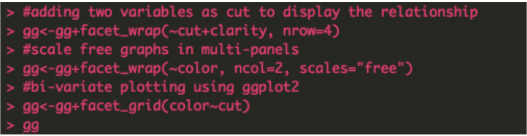 > #adding two variables as cut to display the relationship
> gg<-gg+facet_wrap(~cut+clarity, nrow=4)
> #scale free graphs in multi-panels
> gg<-gg+facet_wrap(~color, ncol=2, scales="free")
> #bi-variate plotting using ggplot2
> gg<-gg+facet_grid(color~cut)
> gg